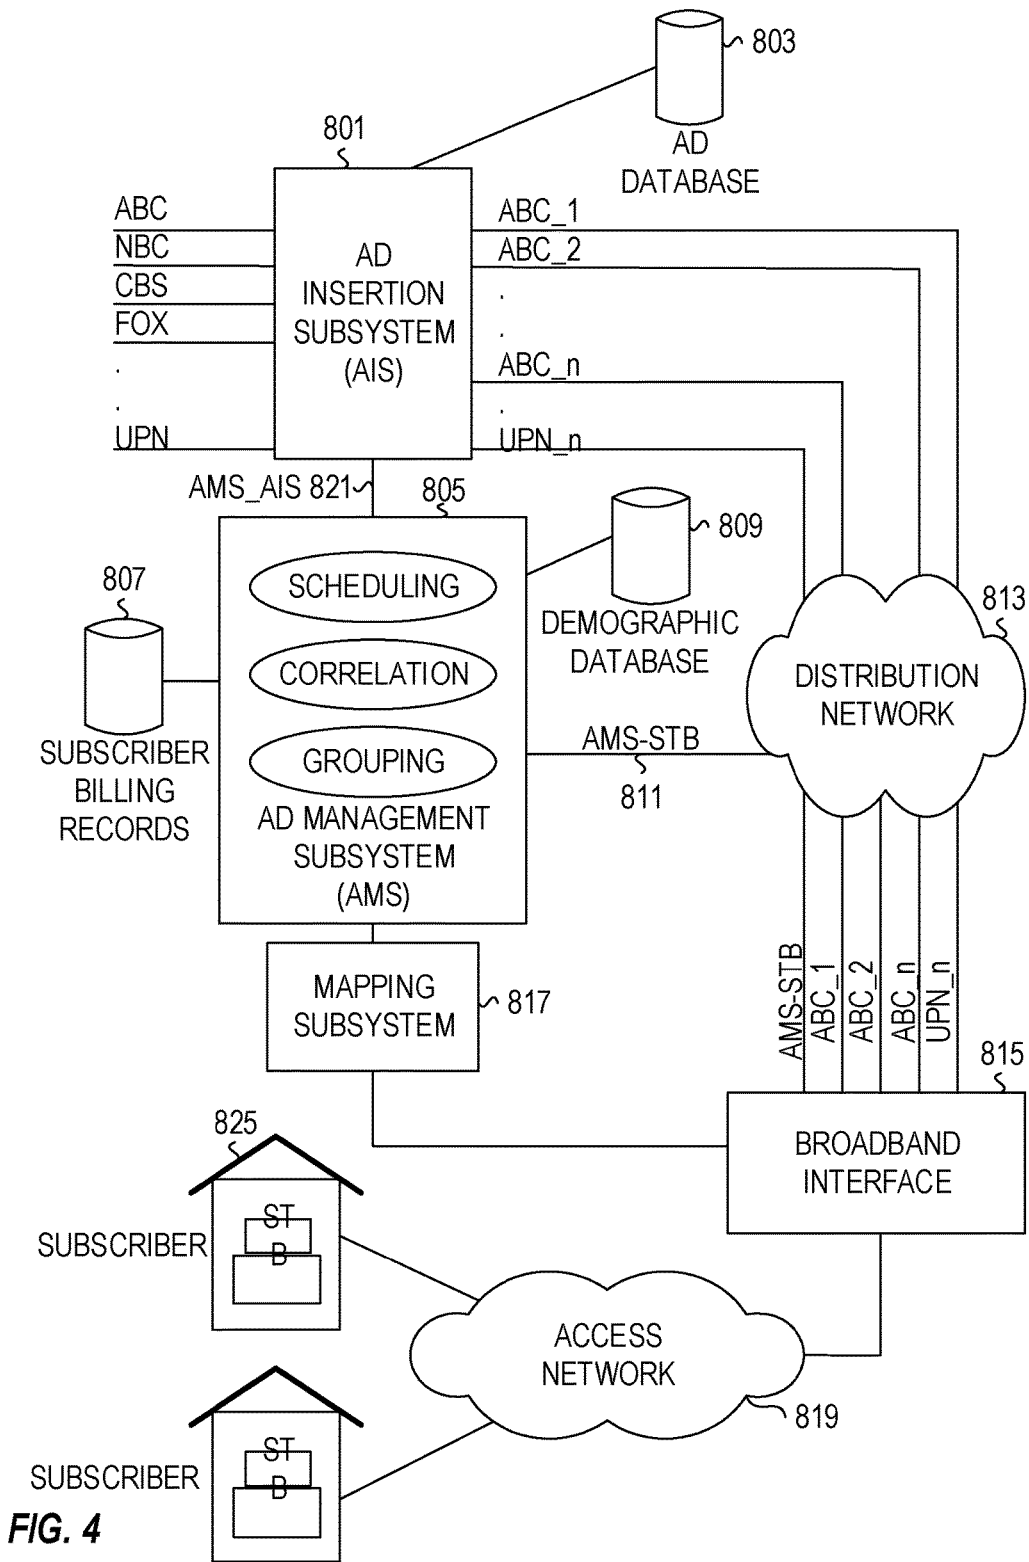 803
AD
DATABASE
801
ABC
NBC
CBS
FOX
.
.
UPN
AD
INSERTION
SUBSYSTEM
(AIS)
ABC_1
ABC_2
.
.
ABC_n
.
UPN_n
AMS_AIS 821
805
809
DEMOGRAPHIC
DATABASE
807
SUBSCRIBER
BILLING
RECORDS
SCHEDULING
CORRELATION
GROUPING
AD MANAGEMENT
SUBSYSTEM
(AMS)
AMS-STB
811
813
DISTRIBUTION
NETWORK
MAPPING
SUBSYSTEM
817
AMS-STB
ABC_1
ABC_2
ABC_n
UPN_n
815
BROADBAND
INTERFACE
825
SUBSCRIBER
ST
B
ACCESS
NETWORK
819
SUBSCRIBER
ST
B
FIG. 4